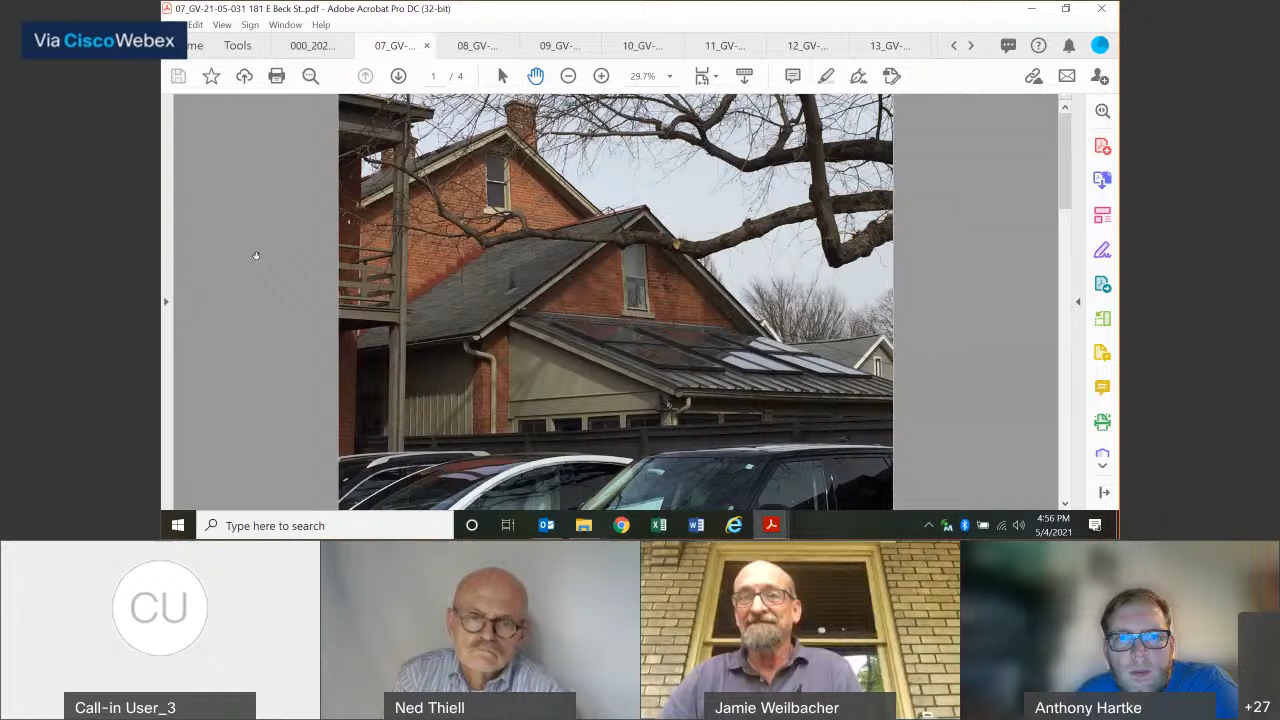 07_GV-21-05-031 181 E Beck St..pdf - Adobe Acrobat Pro DC (32-bit)
Via CiscoWebex
Edit View Sign Window Help
me Tools 000_202... 07_GV-... × 08_GV-... 09_GV-... 10_GV-... 11_GV-... 12_GV-... 13_GV-...
1 / 4 29.7%
Type here to search
4:56 PM
5/4/2021
CU
Call-in User_3
Ned Thiell
Jamie Weilbacher
Anthony Hartke
+27